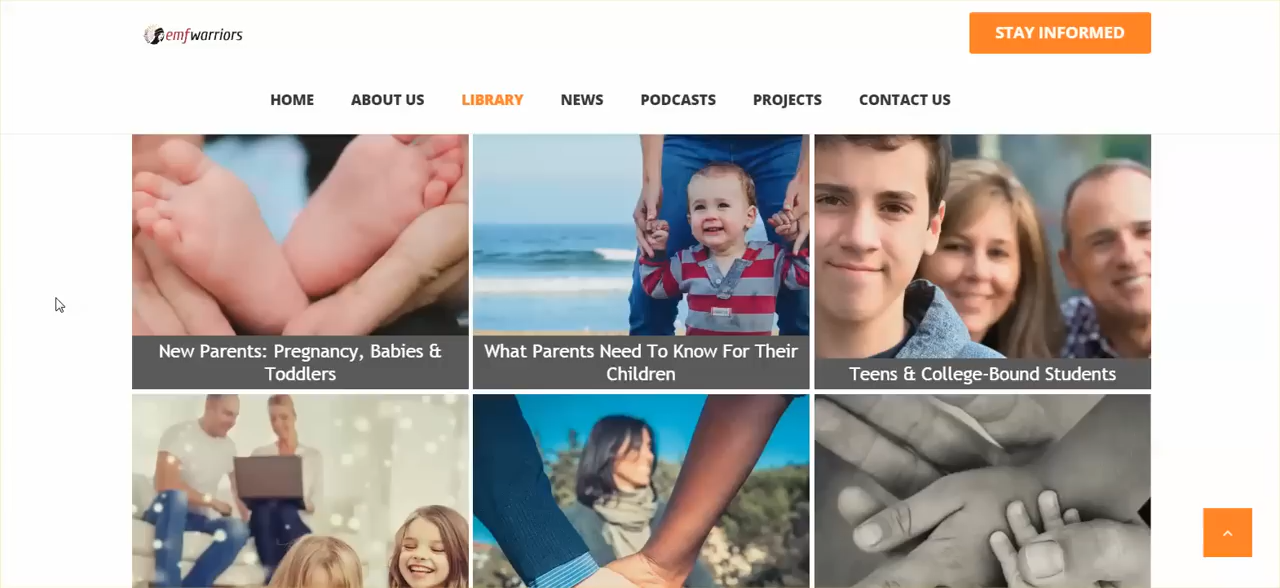 emfwarriors
STAY INFORMED
HOME ABOUT US LIBRARY NEWS PODCASTS PROJECTS CONTACT US
New Parents: Pregnancy, Babies &
Toddlers
What Parents Need To Know For Their
Children
Teens & College-Bound Students